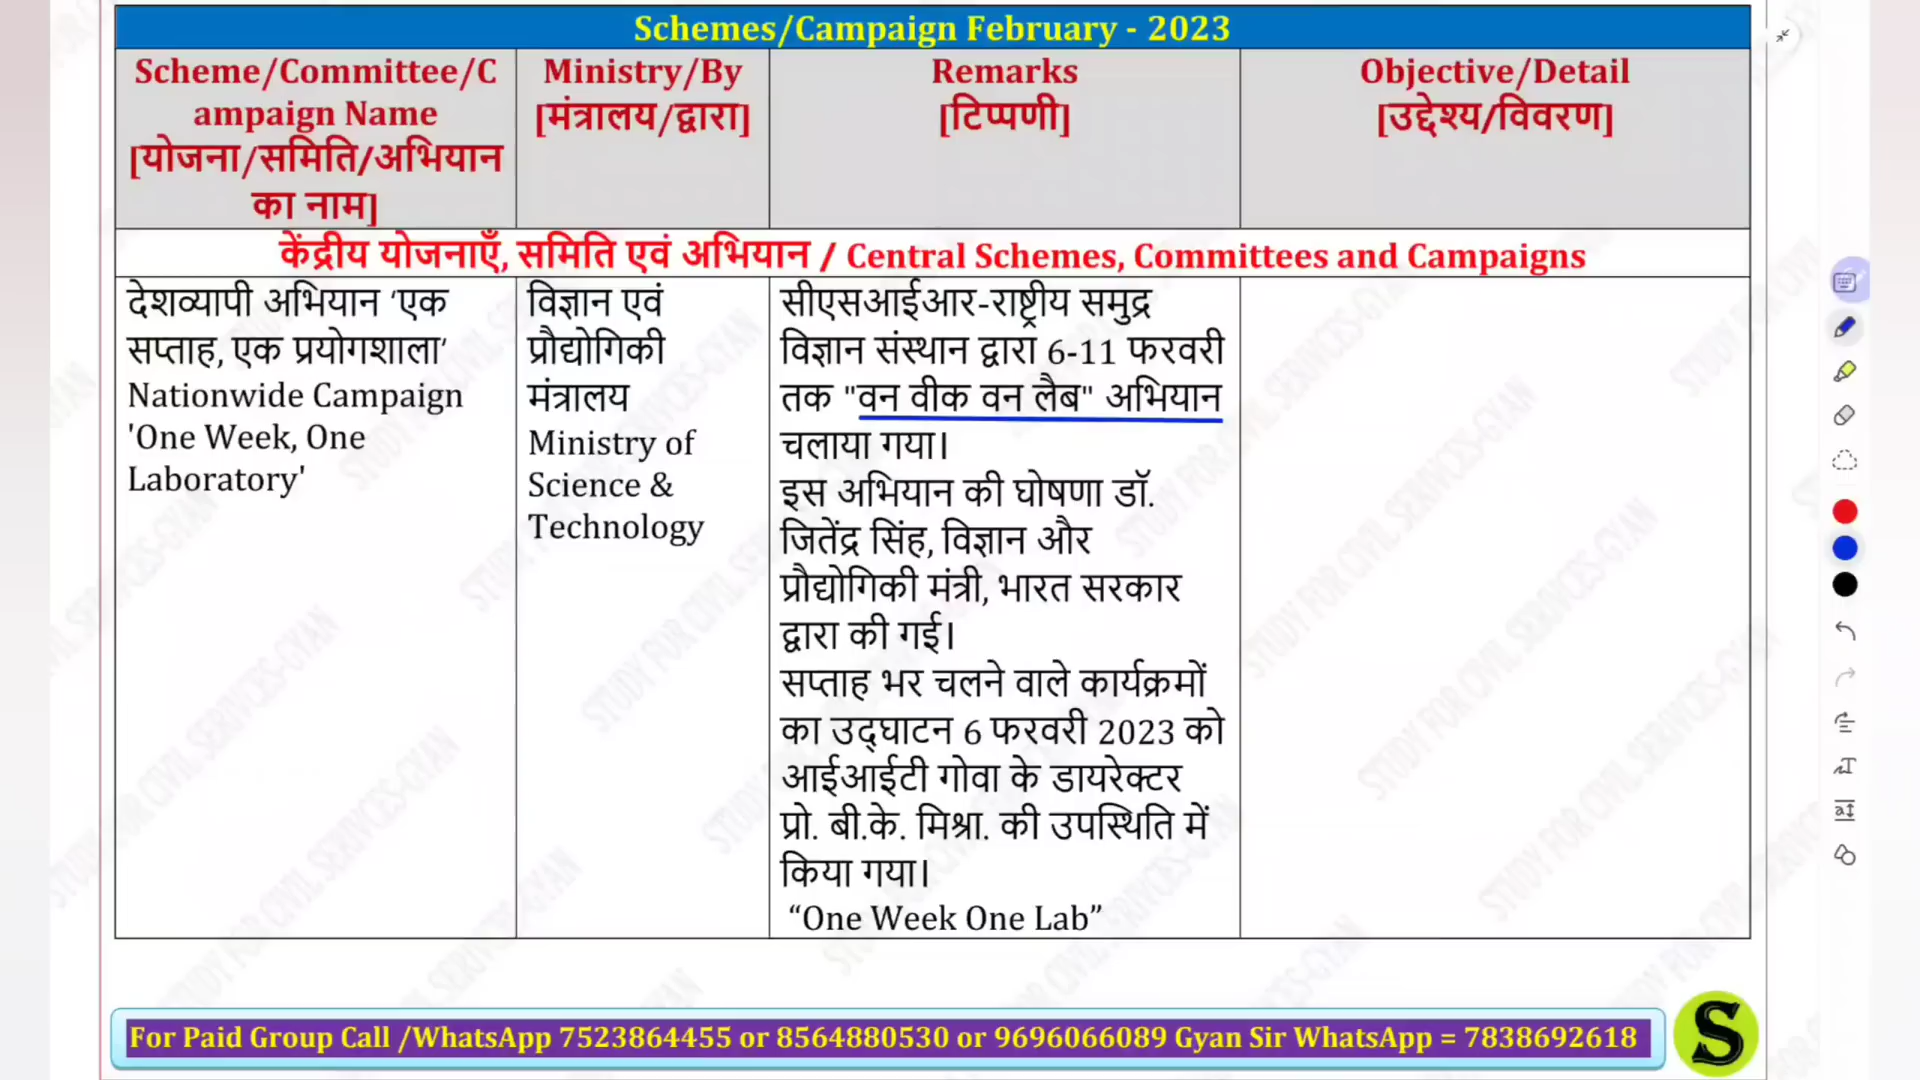 Schemes/Campaign February - 2023
Scheme/Committee/C
ampaign Name
[योजना/समिति/अभियान
का नाम]
Ministry/By
[मंत्रालय/द्वारा]
Remarks
[टिप्पणी]
Objective/Detail
[उद्देश्य/विवरण]
केंद्रीय योजनाएँ, समिति एवं अभियान / Central Schemes, Committees and Campaigns
देशव्यापी अभियान ‘एक
सप्ताह, एक प्रयोगशाला‘
Nationwide Campaign
'One Week, One
Laboratory'
विज्ञान एवं
प्रौद्योगिकी
मंत्रालय
Ministry of
Science &
Technology
सीएसआईआर-राष्ट्रीय समुद्र
विज्ञान संस्थान द्वारा 6-11 फरवरी
तक "वन वीक वन लैब" अभियान
चलाया गया।
इस अभियान की घोषणा डॉ.
जितेंद्र सिंह, विज्ञान और
प्रौद्योगिकी मंत्री, भारत सरकार
द्वारा की गई।
सप्ताह भर चलने वाले कार्यक्रमों
का उद्घाटन 6 फरवरी 2023 को
आईआईटी गोवा के डायरेक्टर
प्रो. बी.के. मिश्रा. की उपस्थिति में
किया गया।
“One Week One Lab”
STUDY FOR CIVIL SERIVCES-GYAN
For Paid Group Call /WhatsApp 7523864455 or 8564880530 or 9696066089 Gyan Sir WhatsApp = 7838692618
S